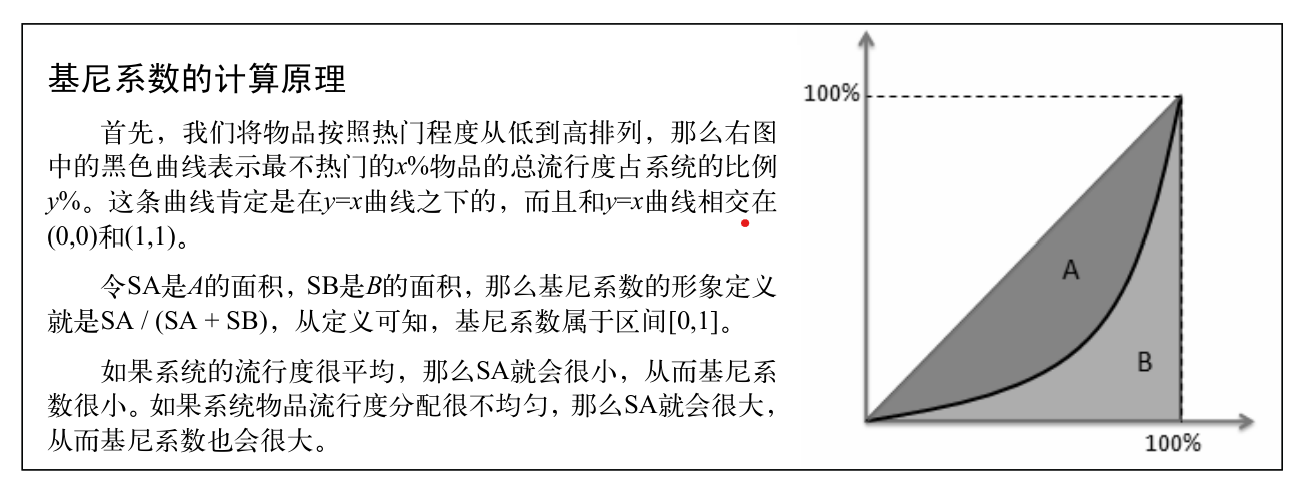 基尼系数的计算原理
首先，我们将物品按照热门程度从低到高排列，那么右图
中的黑色曲线表示最不热门的x%物品的总流行度占系统的比例
y%。这条曲线肯定是在y=x曲线之下的，而且和y=x曲线相交在
(0,0)和(1,1)。
令SA是A的面积，SB是B的面积，那么基尼系数的形象定义
就是SA / (SA + SB)，从定义可知，基尼系数属于区间[0,1]。
如果系统的流行度很平均，那么SA就会很小，从而基尼系
数很小。如果系统物品流行度分配很不均匀，那么SA就会很大，
从而基尼系数也会很大。
100%
A
B
100%